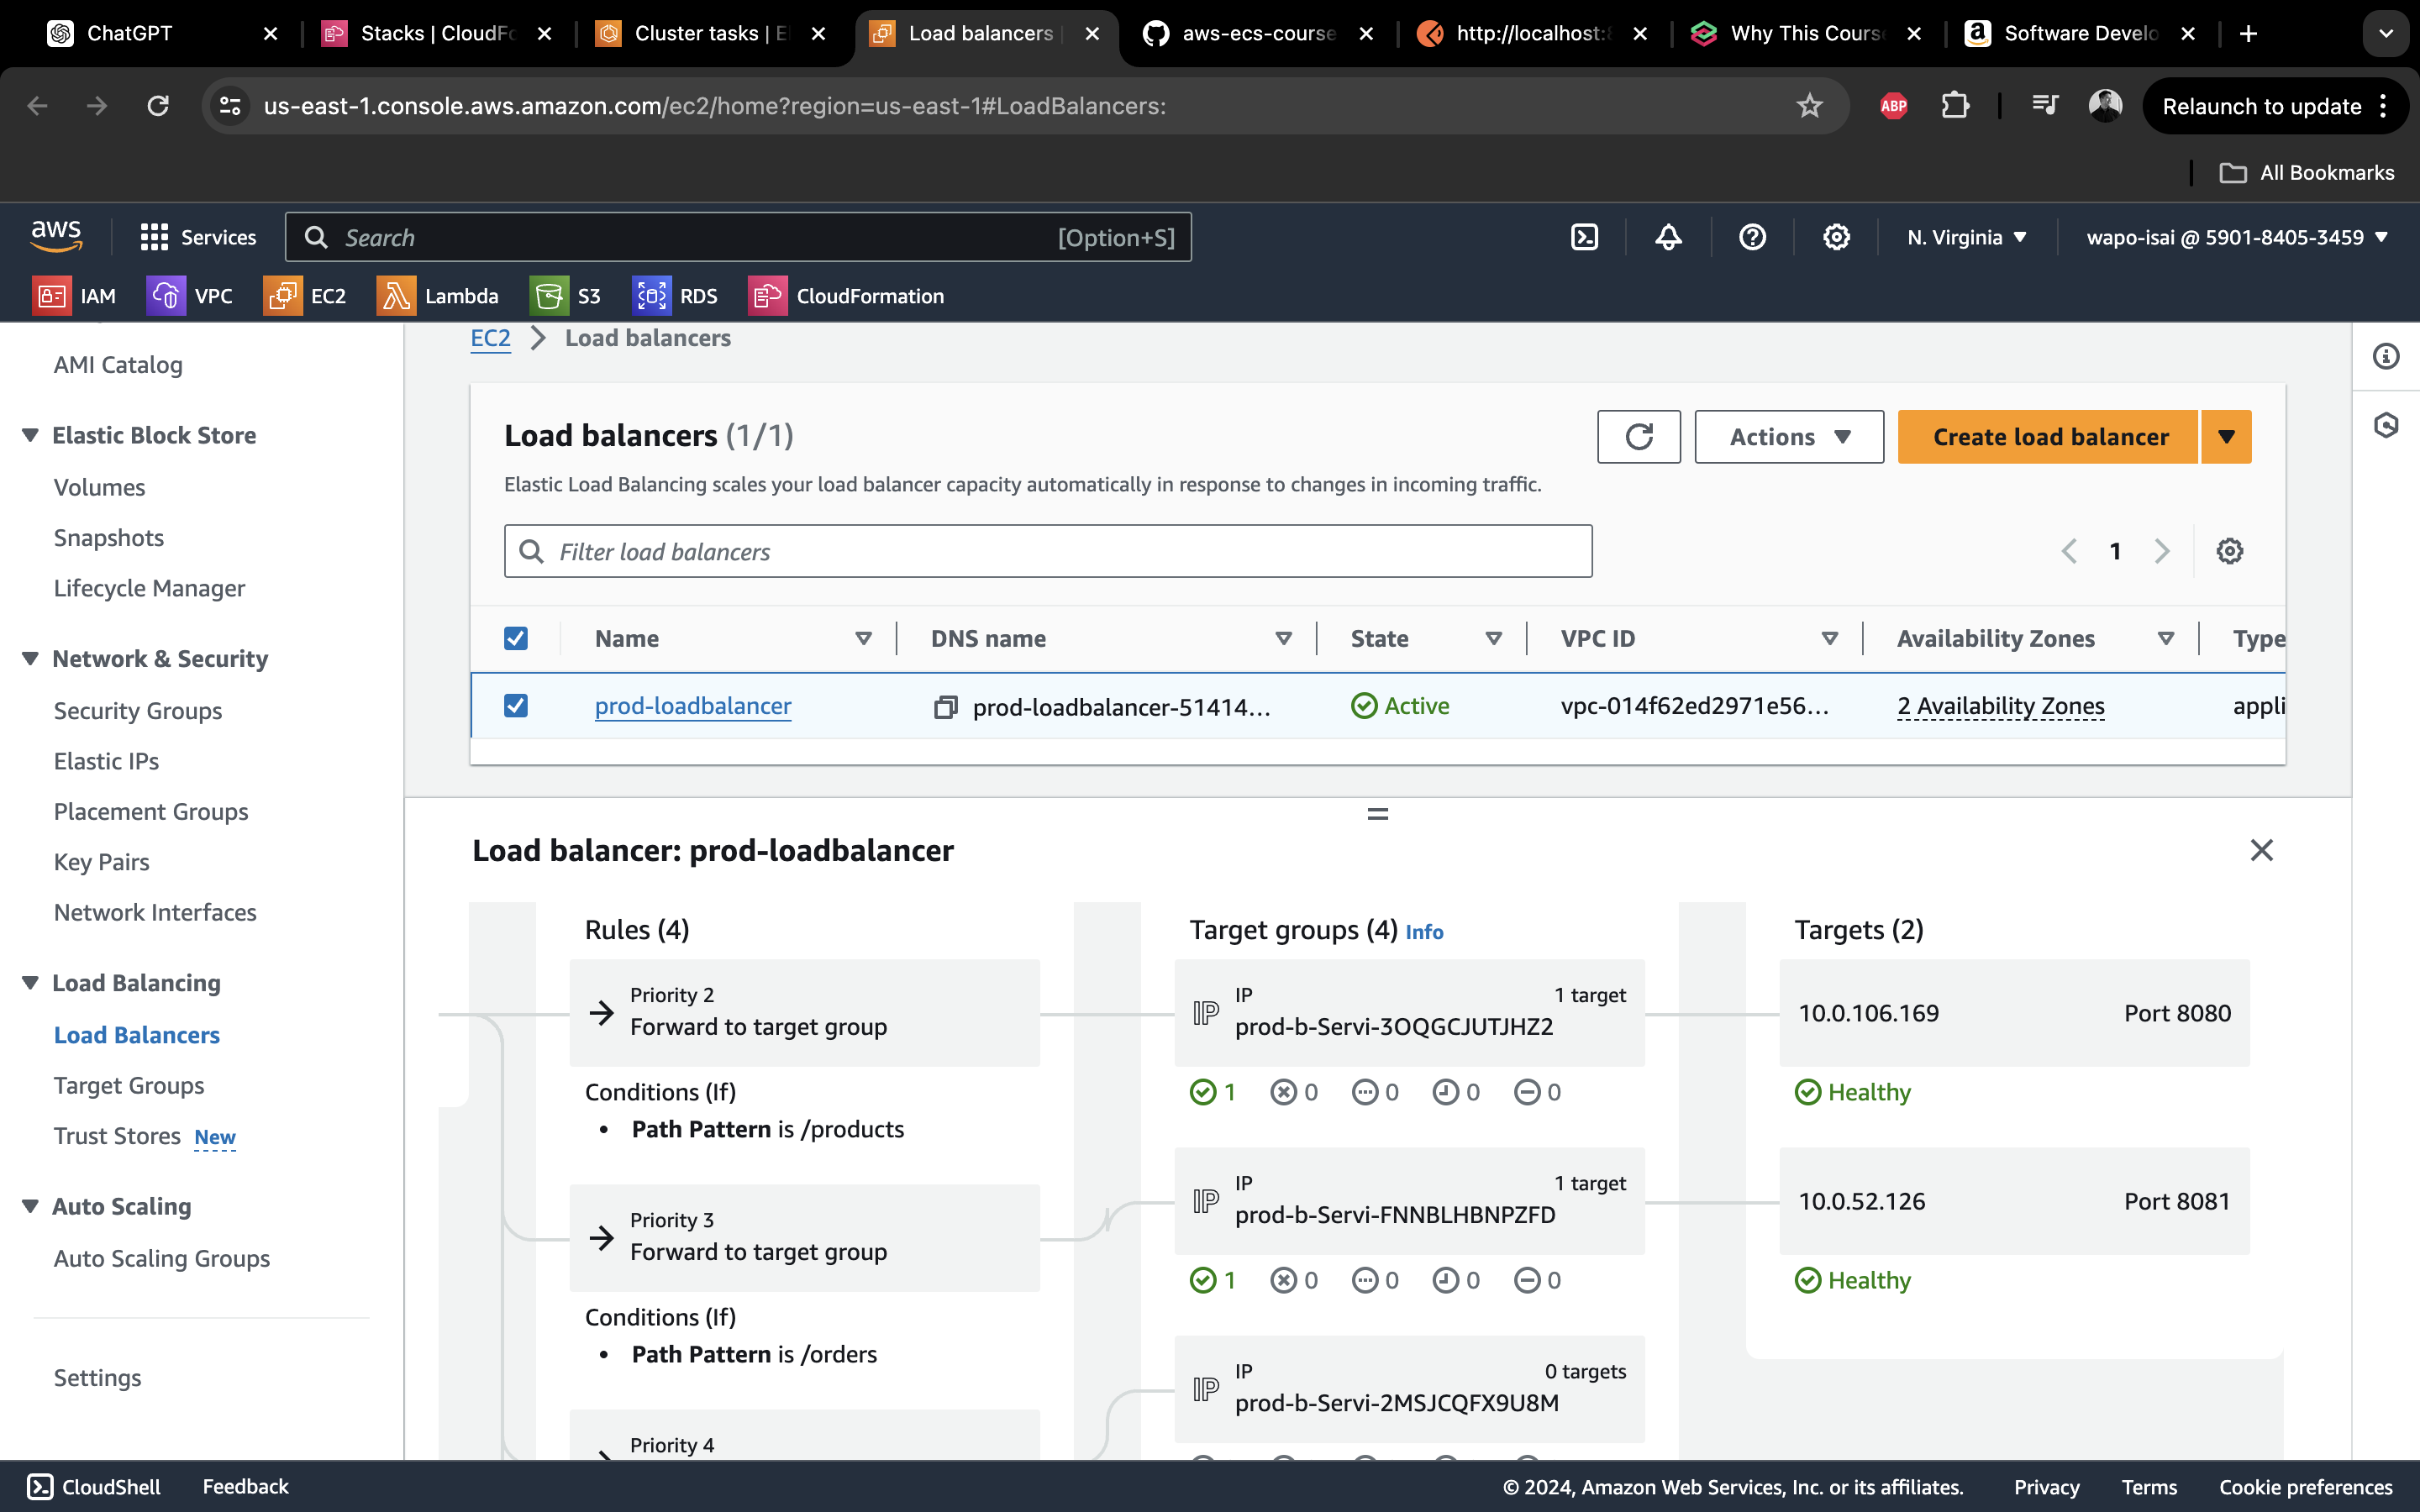 ChatGPT
Stacks | CloudFo
Cluster tasks | El
Load balancers |
aws-ecs-course
http://localhost:8
Why This Course
Software Develo
us-east-1.console.aws.amazon.com/ec2/home?region=us-east-1#LoadBalancers:
ABP
Relaunch to update
All Bookmarks
aws
Services
Search
[Option+S]
N. Virginia
wapo-isai @ 5901-8405-3459
IAM
VPC
EC2
Lambda
S3
RDS
CloudFormation
AMI Catalog
Elastic Block Store
Volumes
Snapshots
Lifecycle Manager
Network & Security
Security Groups
Elastic IPs
Placement Groups
Key Pairs
Network Interfaces
Load Balancing
Load Balancers
Target Groups
Trust Stores New
Auto Scaling
Auto Scaling Groups
Settings
EC2
Load balancers
Load balancers (1/1)
Actions
Create load balancer
Elastic Load Balancing scales your load balancer capacity automatically in response to changes in incoming traffic.
Filter load balancers
1
Name
DNS name
State
VPC ID
Availability Zones
Type
prod-loadbalancer
prod-loadbalancer-51414...
Active
vpc-014f62ed2971e56...
2 Availability Zones
appli
Load balancer: prod-loadbalancer
Rules (4)
Priority 2
Forward to target group
Conditions (If)
• Path Pattern is /products
Priority 3
Forward to target group
Conditions (If)
• Path Pattern is /orders
Priority 4
Target groups (4) Info
IP
1 target
prod-b-Servi-3OQGCJUTJHZ2
1 0 0 0 0
IP
1 target
prod-b-Servi-FNNBLHBNPZFD
1 0 0 0 0
IP
0 targets
prod-b-Servi-2MSJCQFX9U8M
Targets (2)
10.0.106.169
Port 8080
Healthy
10.0.52.126
Port 8081
Healthy
CloudShell
Feedback
© 2024, Amazon Web Services, Inc. or its affiliates.
Privacy
Terms
Cookie preferences